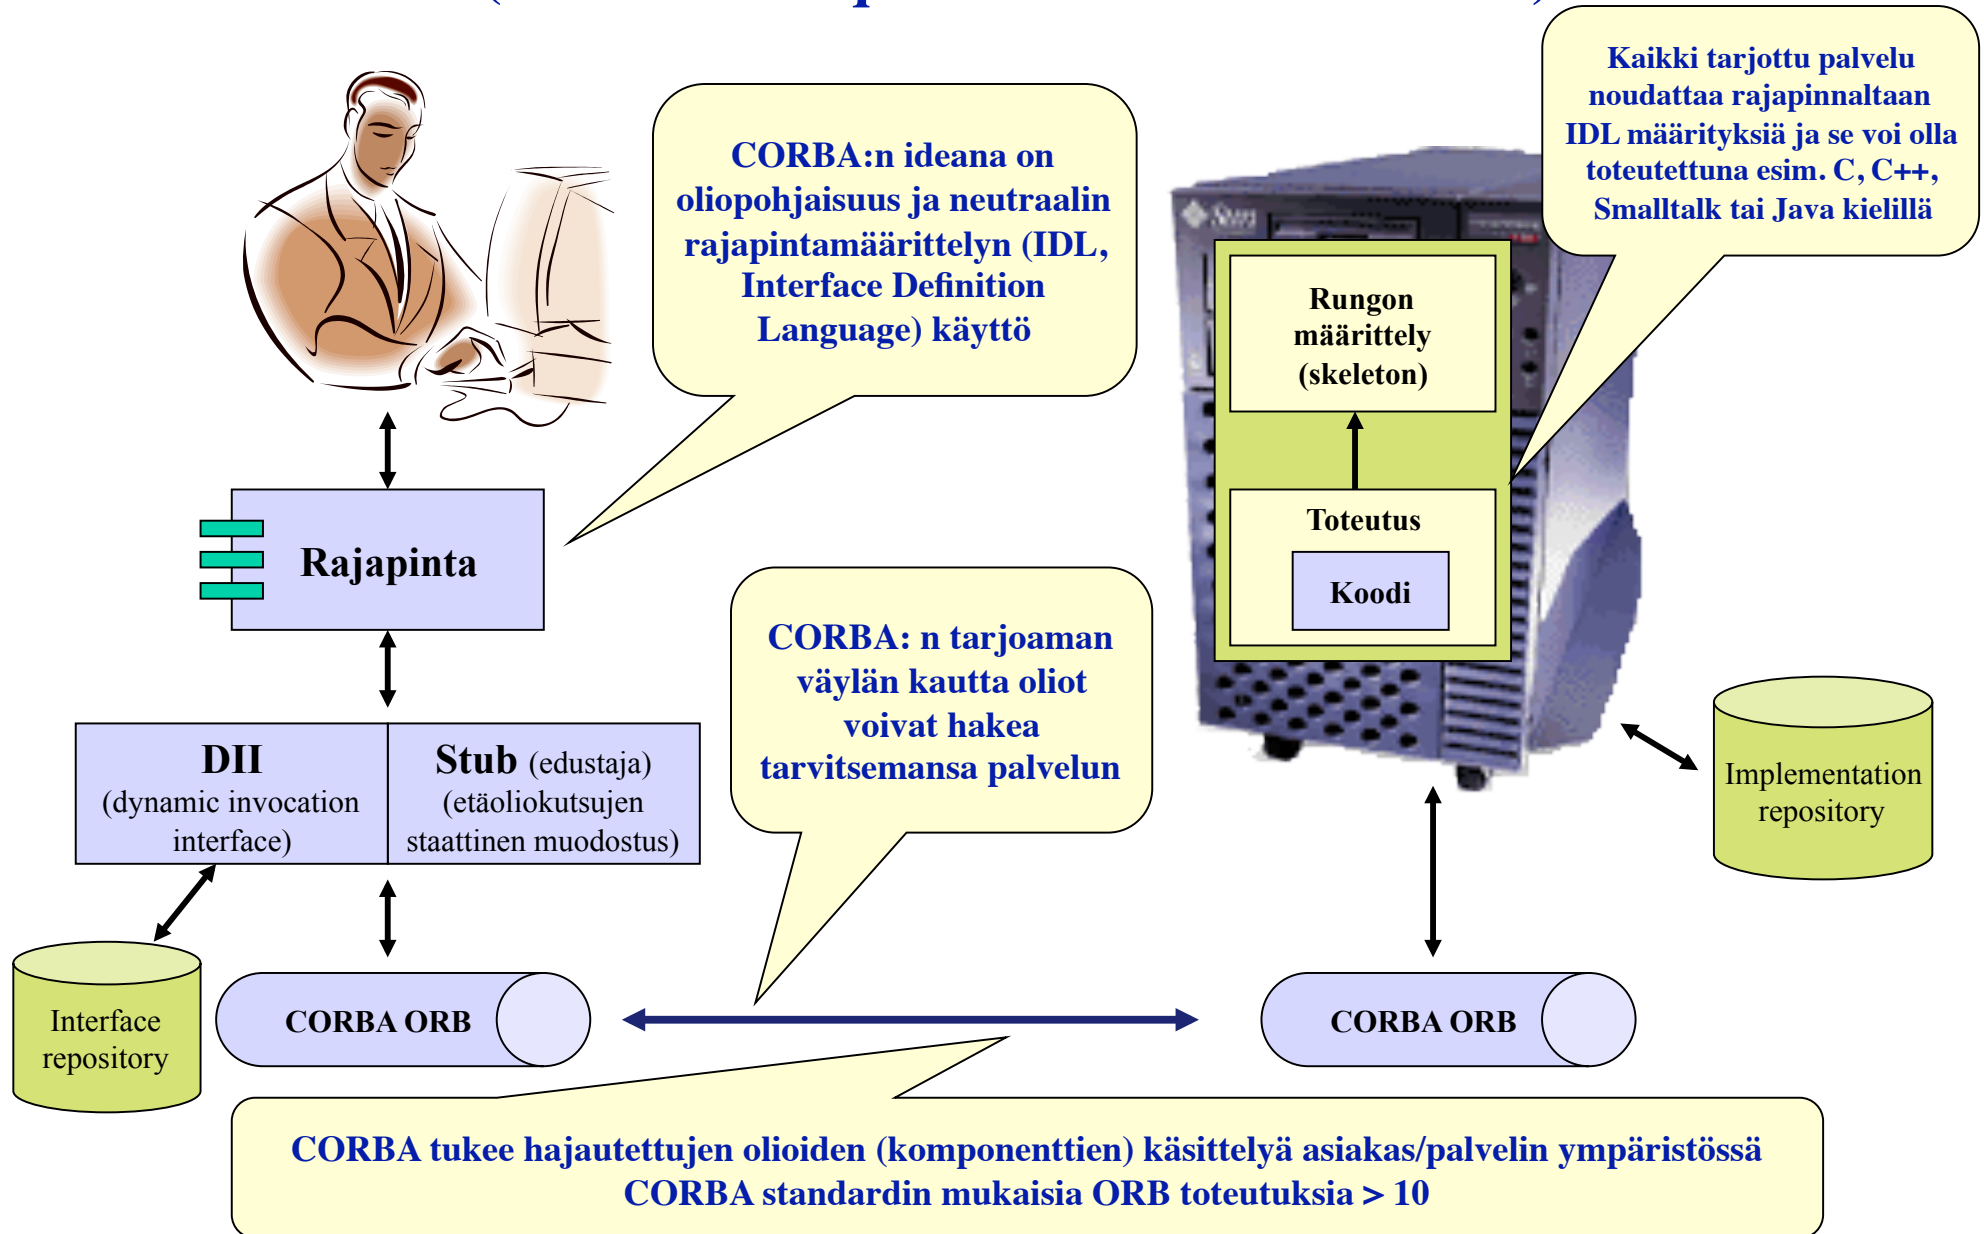 Kaikki tarjottu palvelu
noudattaa rajapinnaltaan
IDL määrityksiä ja se voi olla
toteutettuna esim. C, C++,
Smalltalk tai Java kielillä
CORBA:n ideana on
oliopohjaisuus ja neutraalin
rajapintamäärittelyn (IDL,
Interface Definition
Language) käyttö
Sun
Rungon
määrittely
(skeleton)
Toteutus
Koodi
Rajapinta
CORBA: n tarjoaman
väylän kautta oliot
voivat hakea
tarvitsemansa palvelun
DII
(dynamic invocation
interface)
Stub (edustaja)
(etäoliokutsujen
staattinen muodostus)
Implementation
repository
Interface
repository
CORBA ORB
CORBA ORB
CORBA tukee hajautettujen olioiden (komponenttien) käsittelyä asiakas/palvelin ympäristössä
CORBA standardin mukaisia ORB toteutuksia > 10